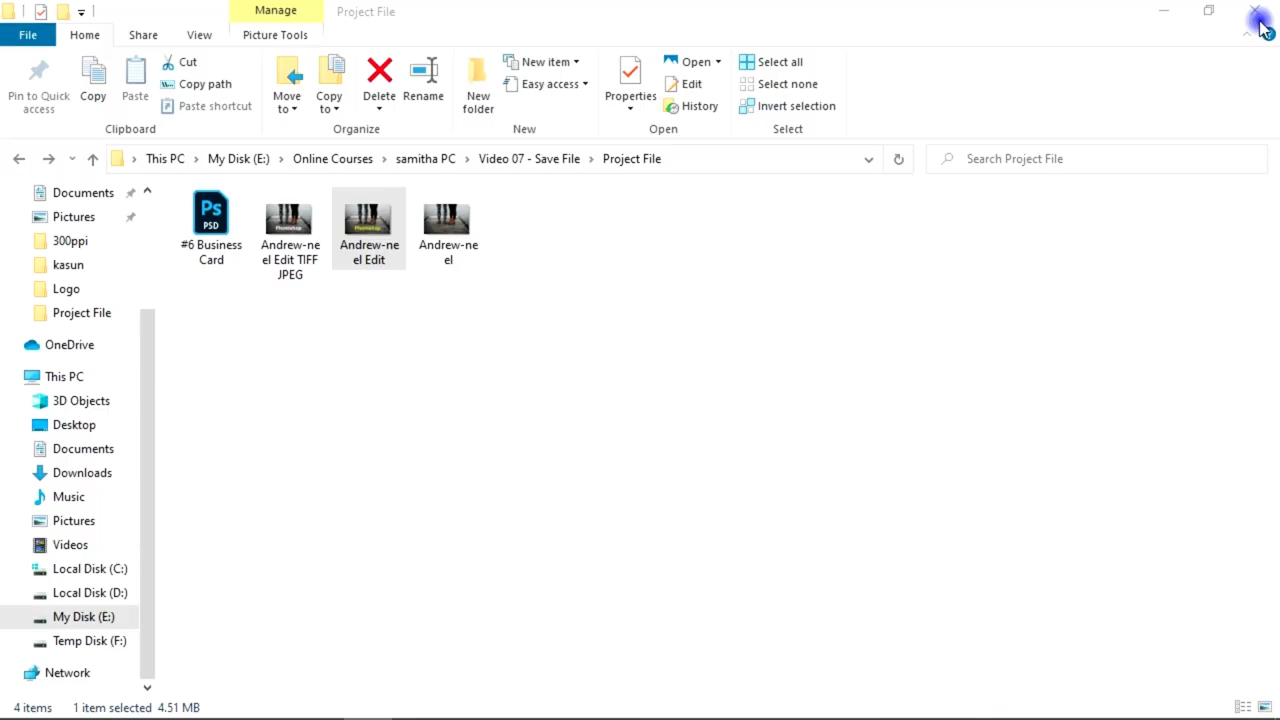 Manage
Project File
File
Home
Share
View
Picture Tools
Pin to Quick
access
Copy
Paste
Cut
Copy path
Paste shortcut
Clipboard
Move
to
Copy
to
Delete
Rename
Organize
New
folder
New item
Easy access
New
Properties
Open
Edit
History
Open
Select all
Select none
Invert selection
Select
This PC
My Disk (E:)
Online Courses
samitha PC
Video 07 - Save File
Project File
Search Project File
Documents
Pictures
300ppi
kasun
Logo
Project File
OneDrive
This PC
3D Objects
Desktop
Documents
Downloads
Music
Pictures
Videos
Local Disk (C:)
Local Disk (D:)
My Disk (E:)
Temp Disk (F:)
Network
Ps
PSD
#6 Business
Card
Photoshop
Andrew-ne
el Edit TIFF
JPEG
Photoshop
Andrew-ne
el Edit
Andrew-ne
el
4 items
1 item selected 4.51 MB